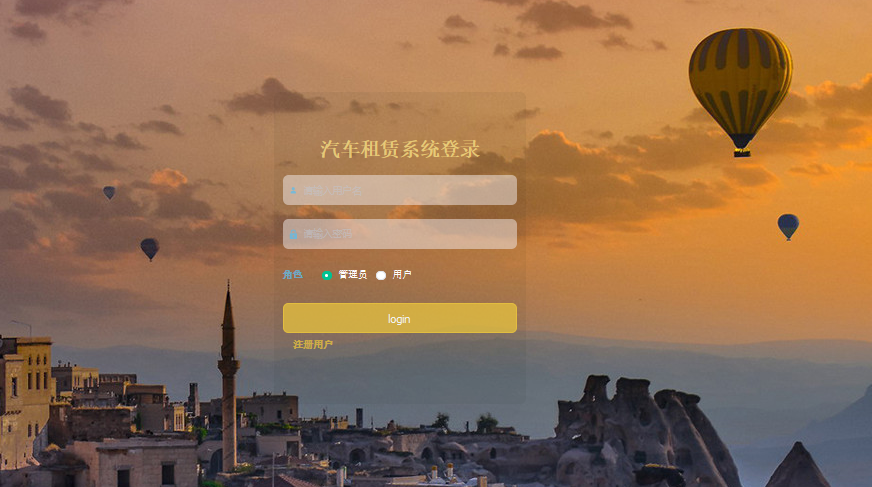 汽车租赁系统登录
请输入用户名
请输入密码
角色 管理员 用户
login
注册用户